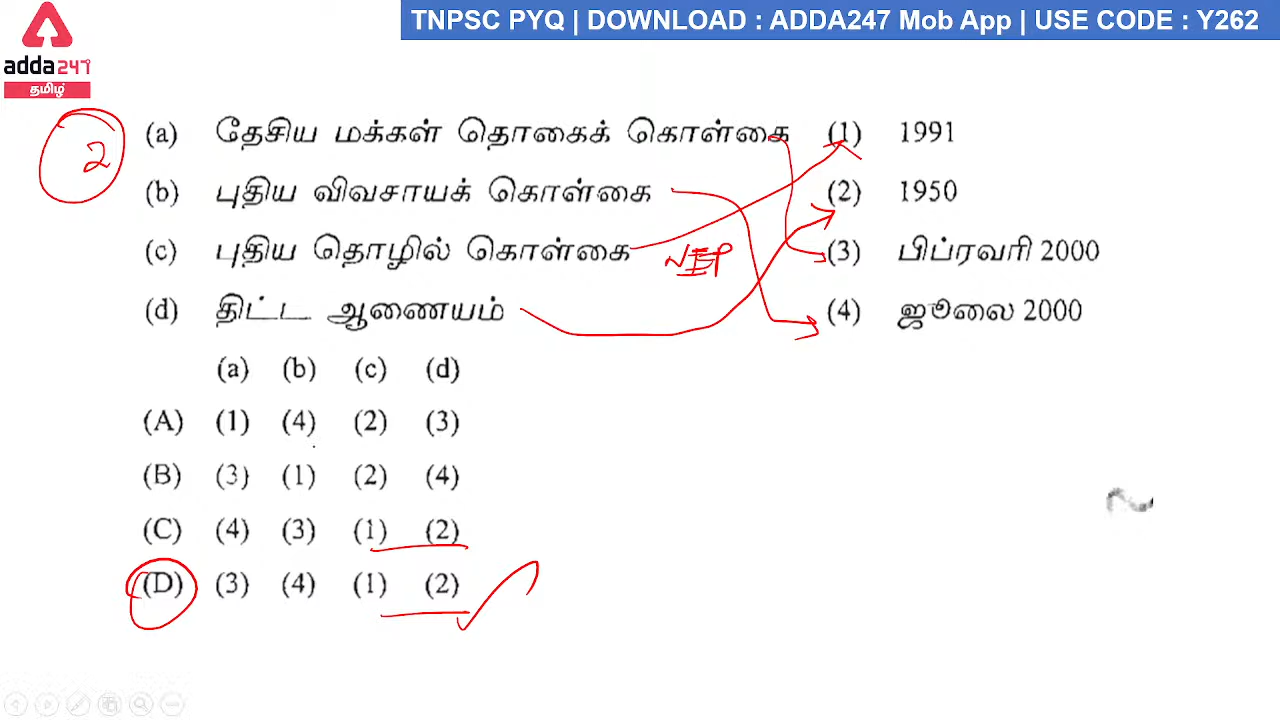 TNPSC PYQ | DOWNLOAD : ADDA247 Mob App | USE CODE : Y262
adda247
தமிழ்
2
(a) தேசிய மக்கள் தொகைக் கொள்கை (1) 1991
(b) புதிய விவசாயக் கொள்கை (2) 1950
(c) புதிய தொழில் கொள்கை NEP (3) பிப்ரவரி 2000
(d) திட்ட ஆணையம் (4) ஜூலை 2000
(a) (b) (c) (d)
(A) (1) (4) (2) (3)
(B) (3) (1) (2) (4)
(C) (4) (3) (1) (2)
(D) (3) (4) (1) (2)